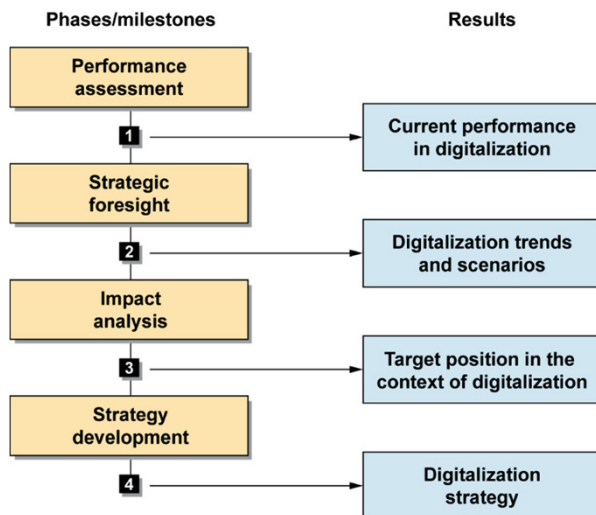 Phases/milestones
Results
Performance
assessment
1
Current performance
in digitalization
Strategic
foresight
2
Digitalization trends
and scenarios
Impact
analysis
3
Target position in the
context of digitalization
Strategy
development
4
Digitalization
strategy